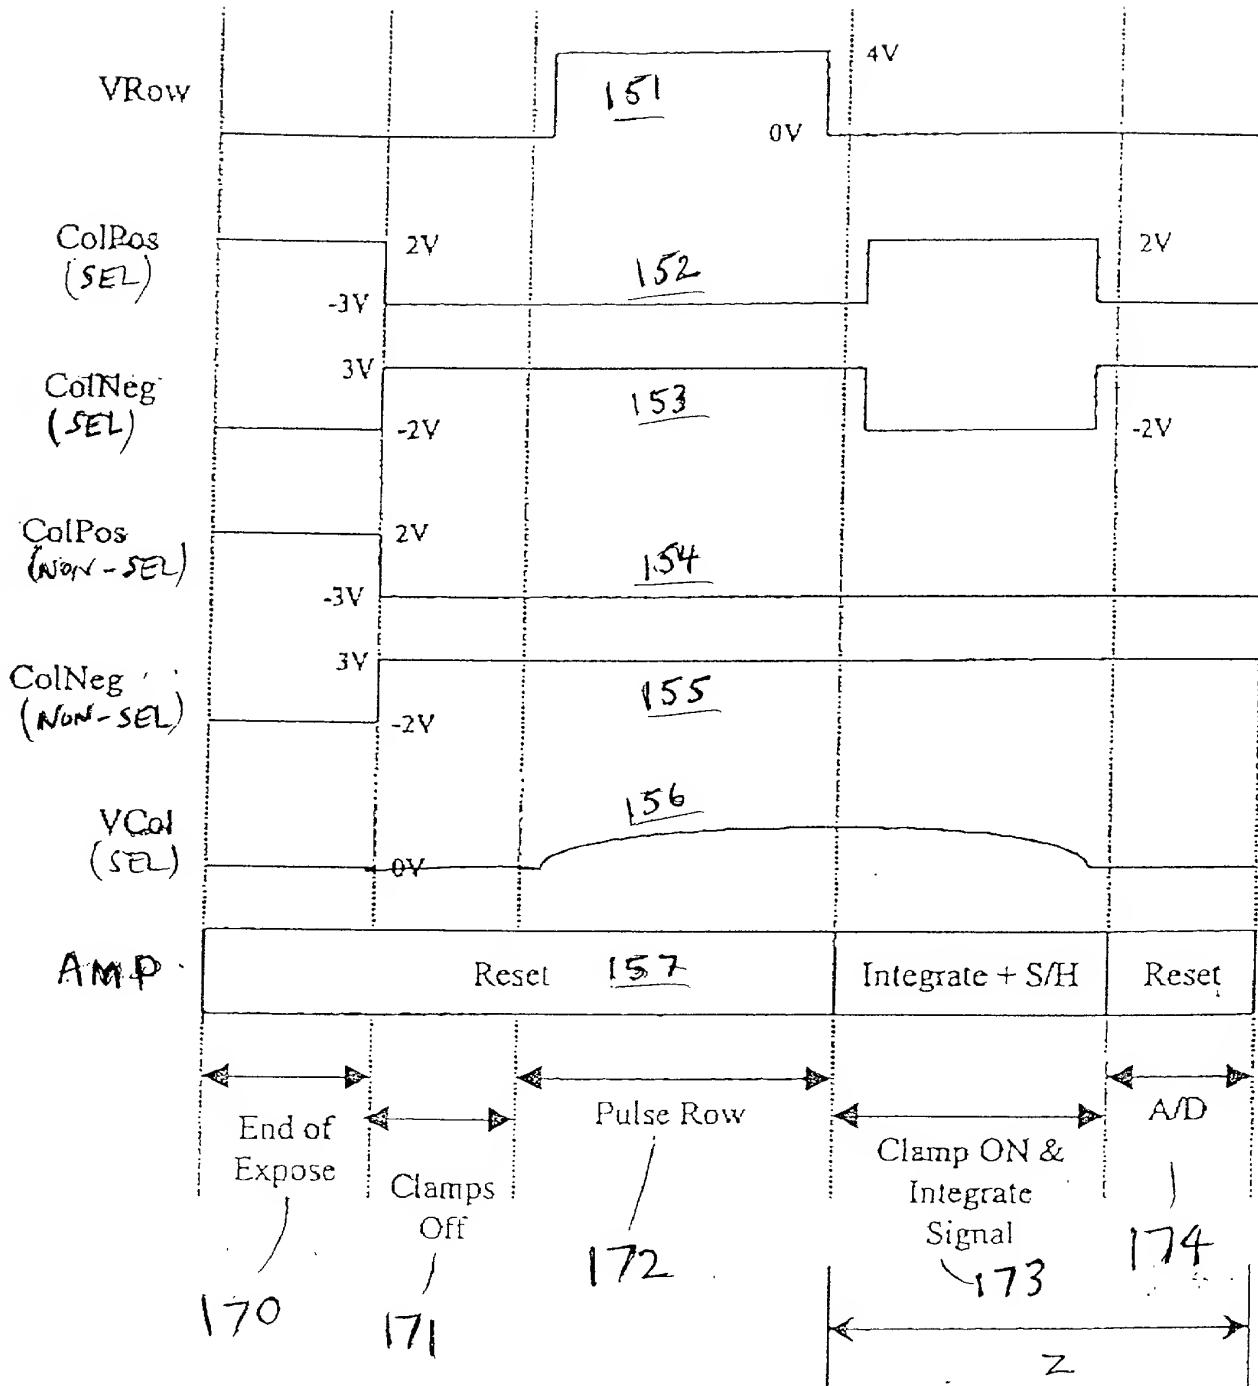 4V
VRow
151
0V
ColPos
(SEL)
2V
152
2V
-3V
3V
ColNeg
(SEL)
153
-2V
-2V
ColPos
(NON-SEL)
2V
154
-3V
ColNeg
(NON-SEL)
3V
155
-2V
VCol
(SEL)
156
0V
AMP
Reset 157
Integrate + S/H
Reset
End of
Expose
Clamps
Off
Pulse Row
Clamp ON &
Integrate
Signal
A/D
170
171
172
173
174
Z